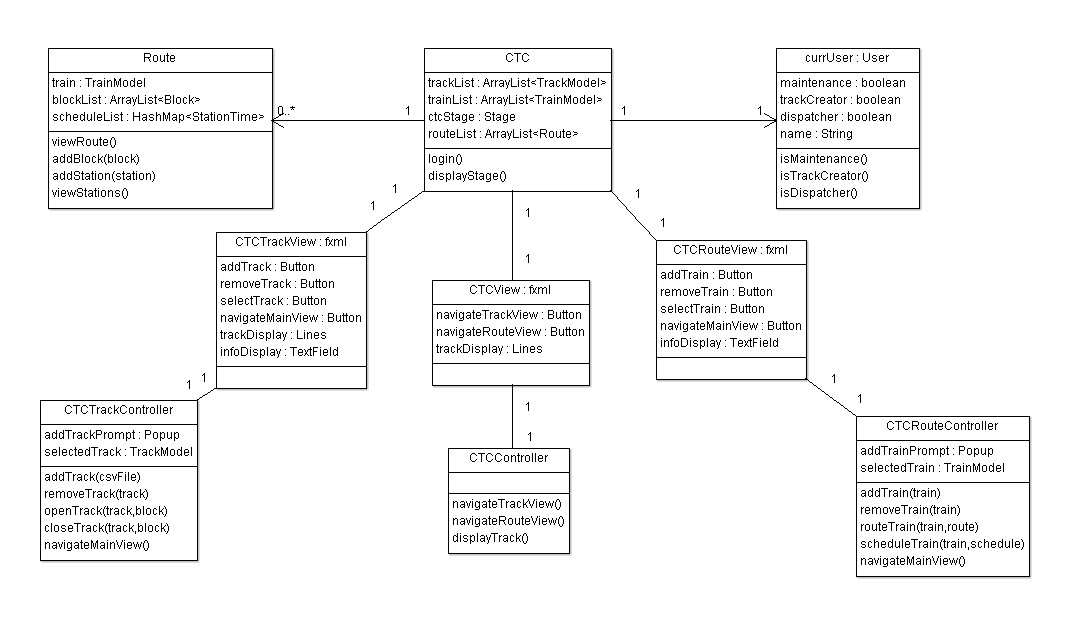 Route
train : TrainModel
blockList : ArrayList<Block>
scheduleList : HashMap<StationTime>
viewRoute()
addBlock(block)
addStation(station)
viewStations()
0..*
1
CTC
trackList : ArrayList<TrackModel>
trainList : ArrayList<TrainModel>
ctcStage : Stage
routeList : ArrayList<Route>
login()
displayStage()
1
1
currUser : User
maintenance : boolean
trackCreator : boolean
dispatcher : boolean
name : String
isMaintenance()
isTrackCreator()
isDispatcher()
1
1
1
1
1
1
CTCTrackView : fxml
addTrack : Button
removeTrack : Button
selectTrack : Button
navigateMainView : Button
trackDisplay : Lines
infoDisplay : TextField
CTCView : fxml
navigateTrackView : Button
navigateRouteView : Button
trackDisplay : Lines
CTCRouteView : fxml
addTrain : Button
removeTrain : Button
selectTrain : Button
navigateMainView : Button
infoDisplay : TextField
1
1
1
1
1
1
CTCTrackController
addTrackPrompt : Popup
selectedTrack : TrackModel
addTrack(csvFile)
removeTrack(track)
openTrack(track,block)
closeTrack(track,block)
navigateMainView()
CTCController
navigateTrackView()
navigateRouteView()
displayTrack()
CTCRouteController
addTrainPrompt : Popup
selectedTrain : TrainModel
addTrain(train)
removeTrain(train)
routeTrain(train,route)
scheduleTrain(train,schedule)
navigateMainView()